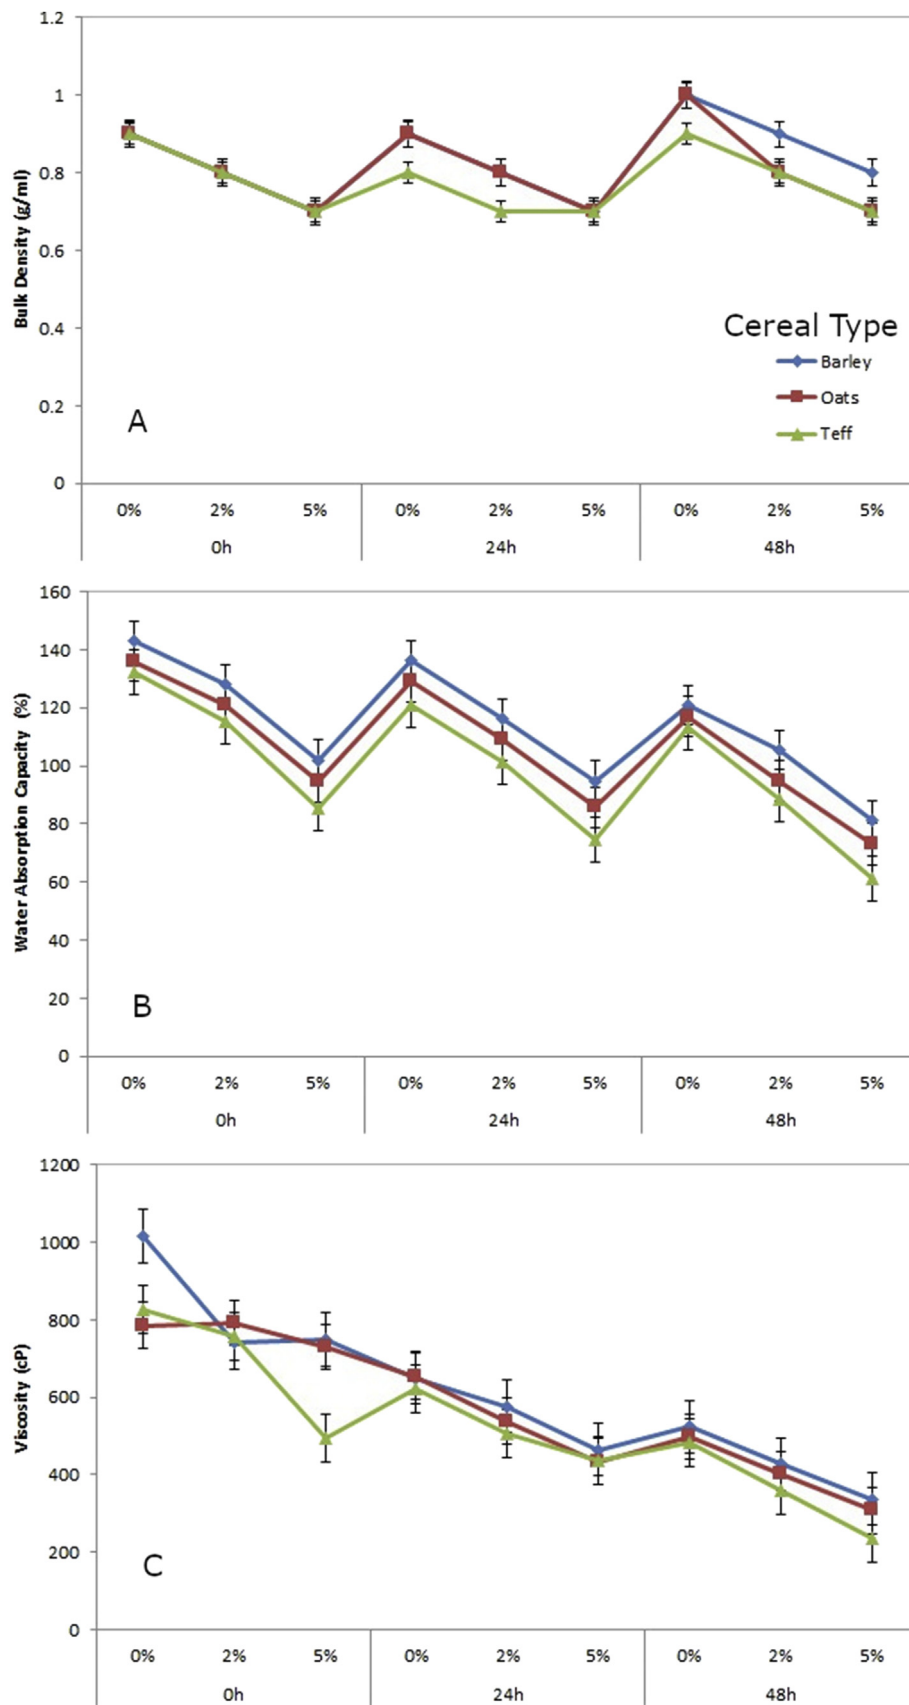 1.2
1
0.8
0.6
0.4
0.2
0
Bulk Density (g/ml)
Cereal Type
Barley
Oats
Teff
A
0% 2% 5% 0% 2% 5% 0% 2% 5%
0h 24h 48h
160
140
120
100
80
60
40
20
0
Water Absorption Capacity (%)
B
0% 2% 5% 0% 2% 5% 0% 2% 5%
0h 24h 48h
1200
1000
800
600
400
200
0
Viscosity (cP)
C
0% 2% 5% 0% 2% 5% 0% 2% 5%
0h 24h 48h